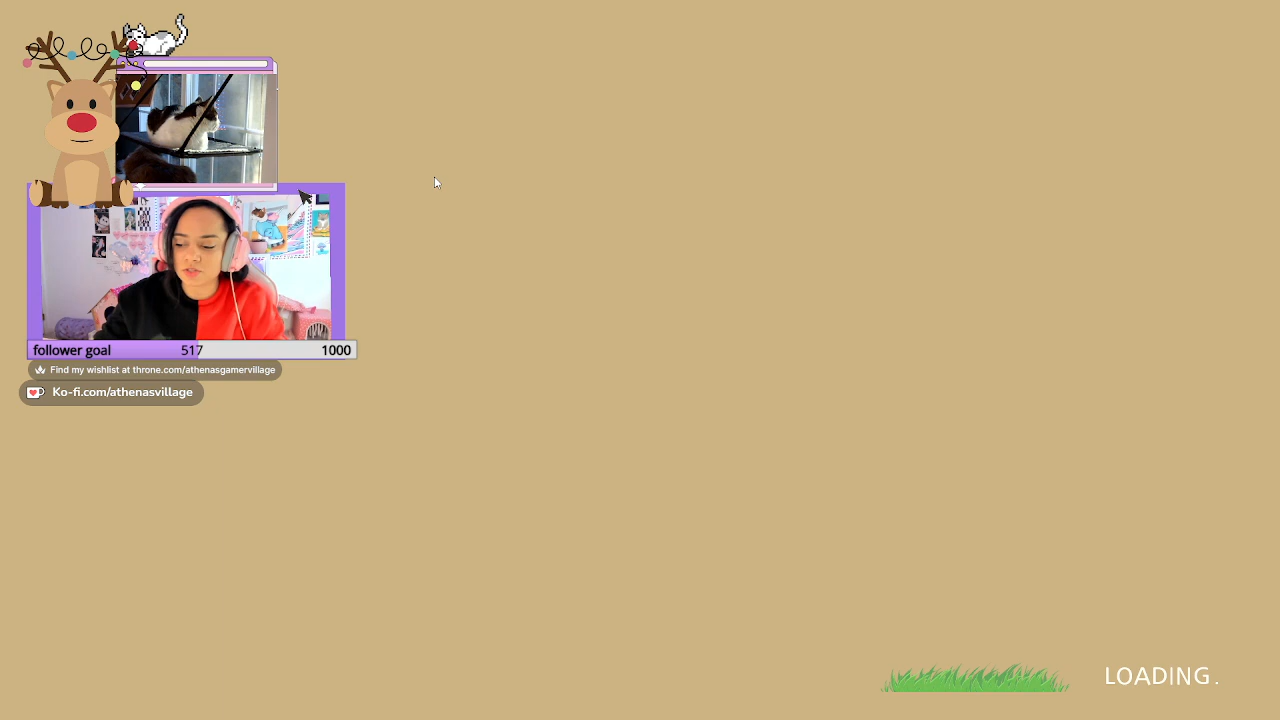 follower goal 517 1000
Find my wishlist at throne.com/athenasgamervillage
Ko-fi.com/athenasvillage
LOADING.